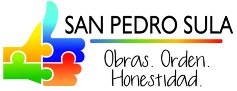 SAN PEDRO SULA
Obras. Orden.
Honestidad.